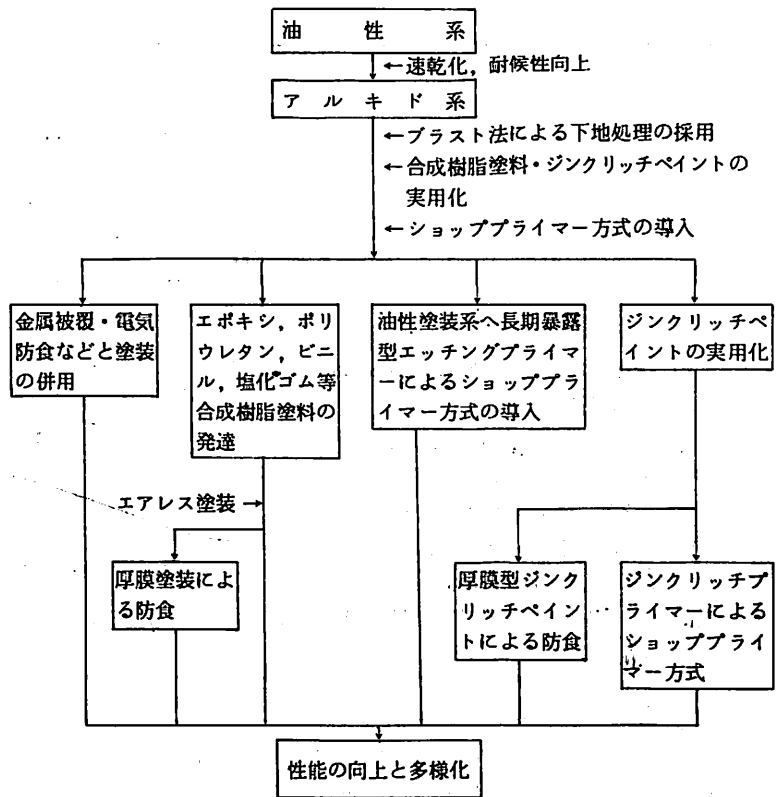 油性系
←速乾化，耐候性向上
アルキド系
←ブラスト法による下地処理の採用
←合成樹脂塗料・ジンクリッチペイントの
実用化
←ショッププライマー方式の導入
金属被覆・電気
防食などと塗装
の併用
エポキシ，ポリ
ウレタン，ビニ
ル，塩化ゴム等
合成樹脂塗料の
発達
油性塗装系へ長期暴露
型エッチングプライマ
ーによるショッププラ
イマー方式の導入
ジンクリッチペ
イントの実用化
エアレス塗装→
厚膜塗装によ
る防食
厚膜型ジンク
リッチペイン
トによる防食
ジンクリッチプ
ライマーによる
ショッププライ
マー方式
性能の向上と多様化